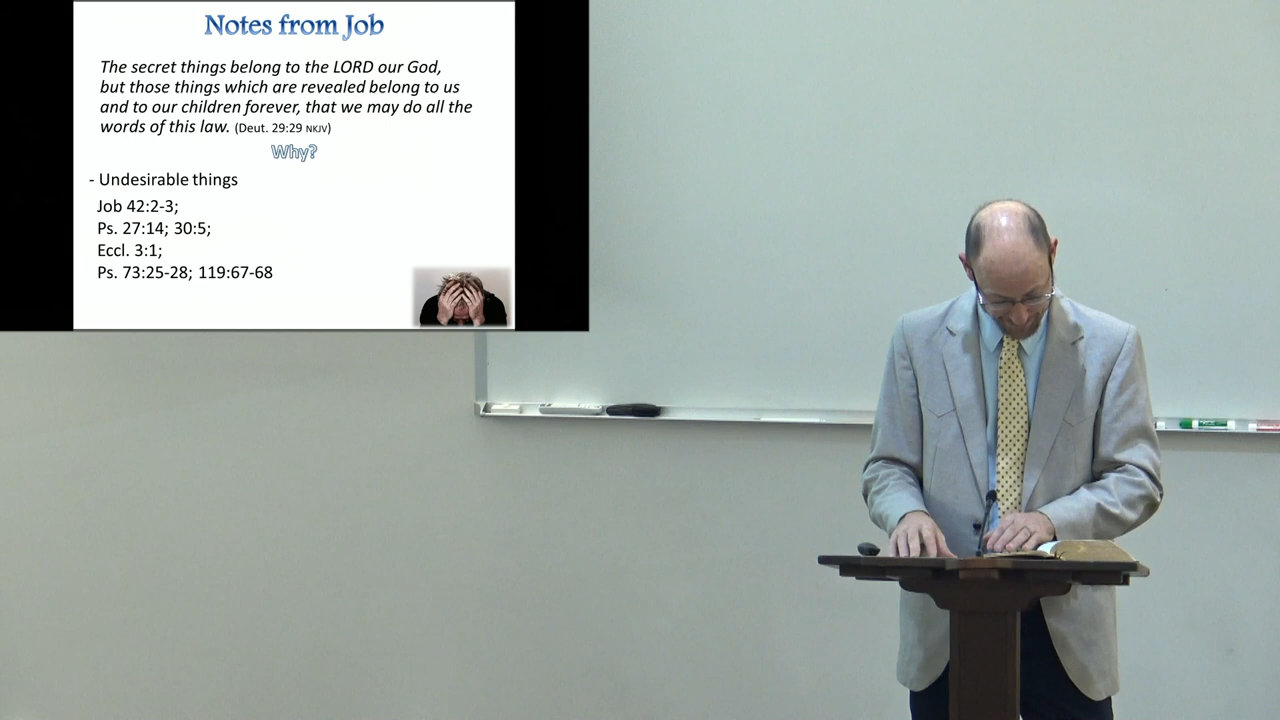 Notes from Job
The secret things belong to the LORD our God,
but those things which are revealed belong to us
and to our children forever, that we may do all the
words of this law. (Deut. 29:29 NKJV)
Why?
- Undesirable things
Job 42:2-3;
Ps. 27:14; 30:5;
Eccl. 3:1;
Ps. 73:25-28; 119:67-68